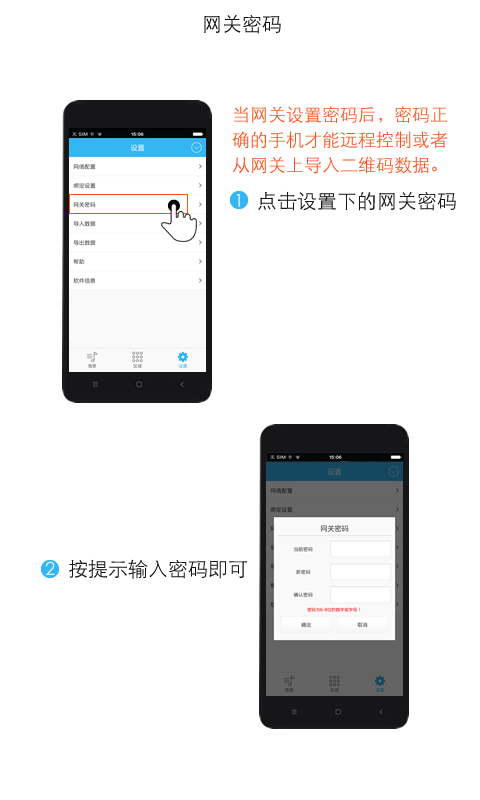 网关密码
当网关设置密码后，密码正
确的手机才能远程控制或者
从网关上导入二维码数据。
1 点击设置下的网关密码
无 SIM 卡
15:06
设置
网络配置
绑定设置
网关密码
导入数据
导出数据
帮助
软件信息
情景
区域
设置
2 按提示输入密码即可
无 SIM 卡
15:06
设置
网络配置
绑定设置
网关密码
当前密码
新密码
确认密码
密码为6-8位的数字或字母！
确定
取消
情景
区域
设置